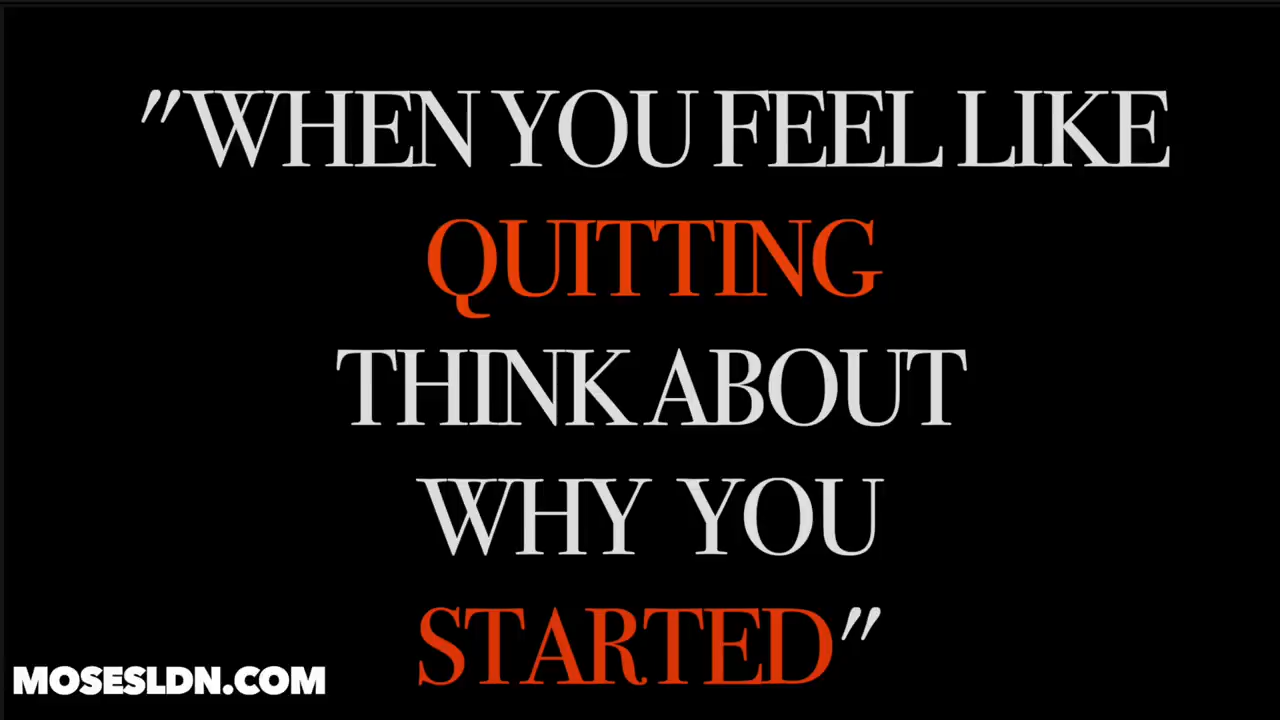 "WHEN YOU FEEL LIKE
QUITTING
THINK ABOUT
WHY YOU
STARTED"
MOSESLDN.COM